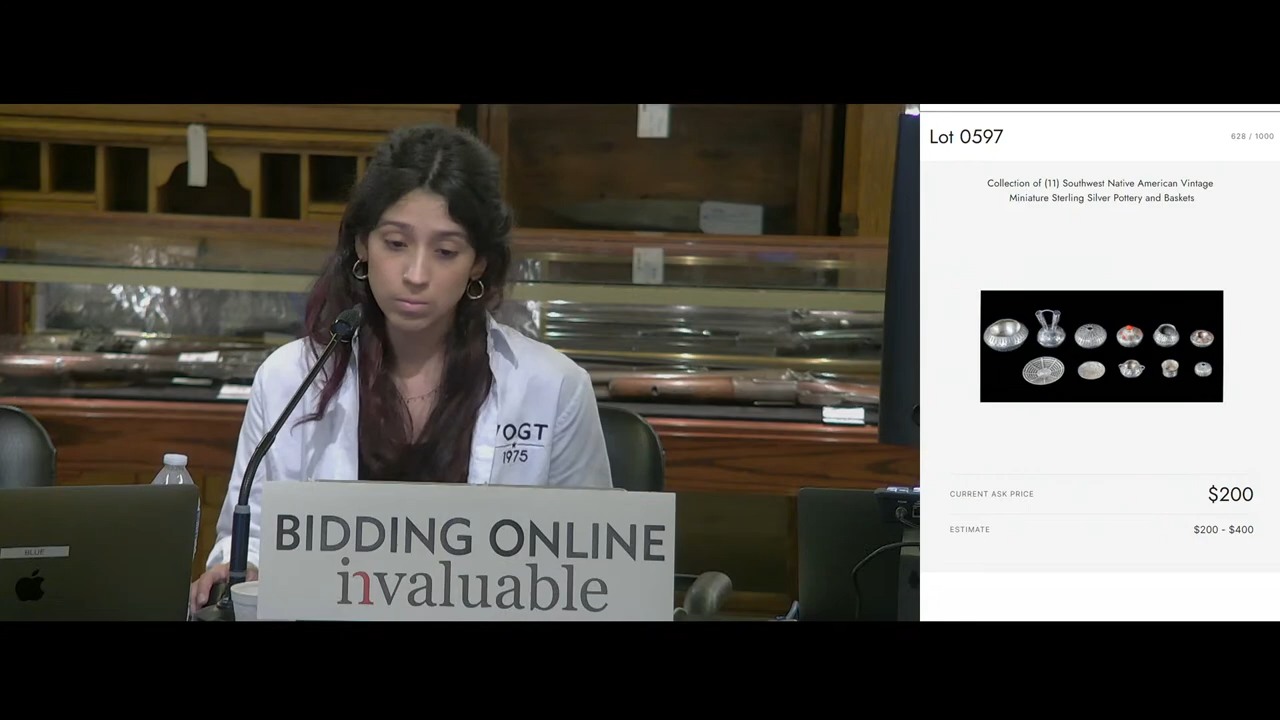 Lot 0597
628 / 1000
Collection of (11) Southwest Native American Vintage
Miniature Sterling Silver Pottery and Baskets
CURRENT ASK PRICE
$200
ESTIMATE
$200 - $400
VOGT
1975
BIDDING ONLINE
invaluable
BLUE